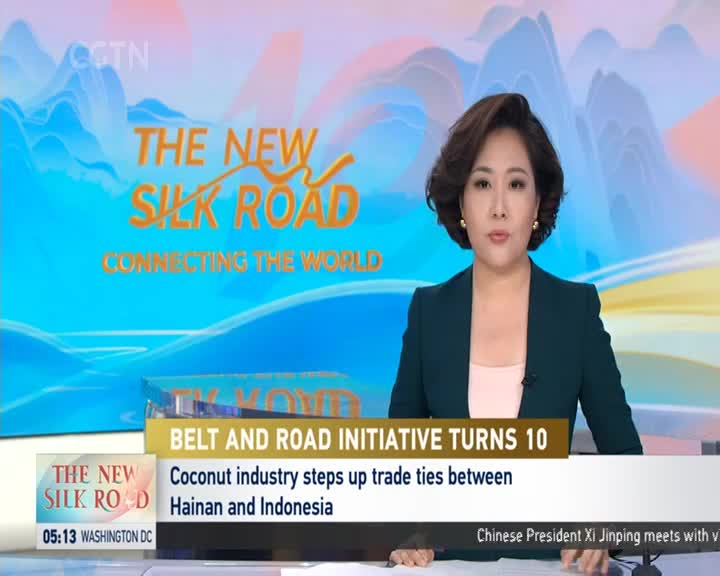 CGTN
THE NEW
SILK ROAD
CONNECTING THE WORLD
BELT AND ROAD INITIATIVE TURNS 10
Coconut industry steps up trade ties between
Hainan and Indonesia
THE NEW
SILK ROAD
05:13 WASHINGTON DC
Chinese President Xi Jinping meets with